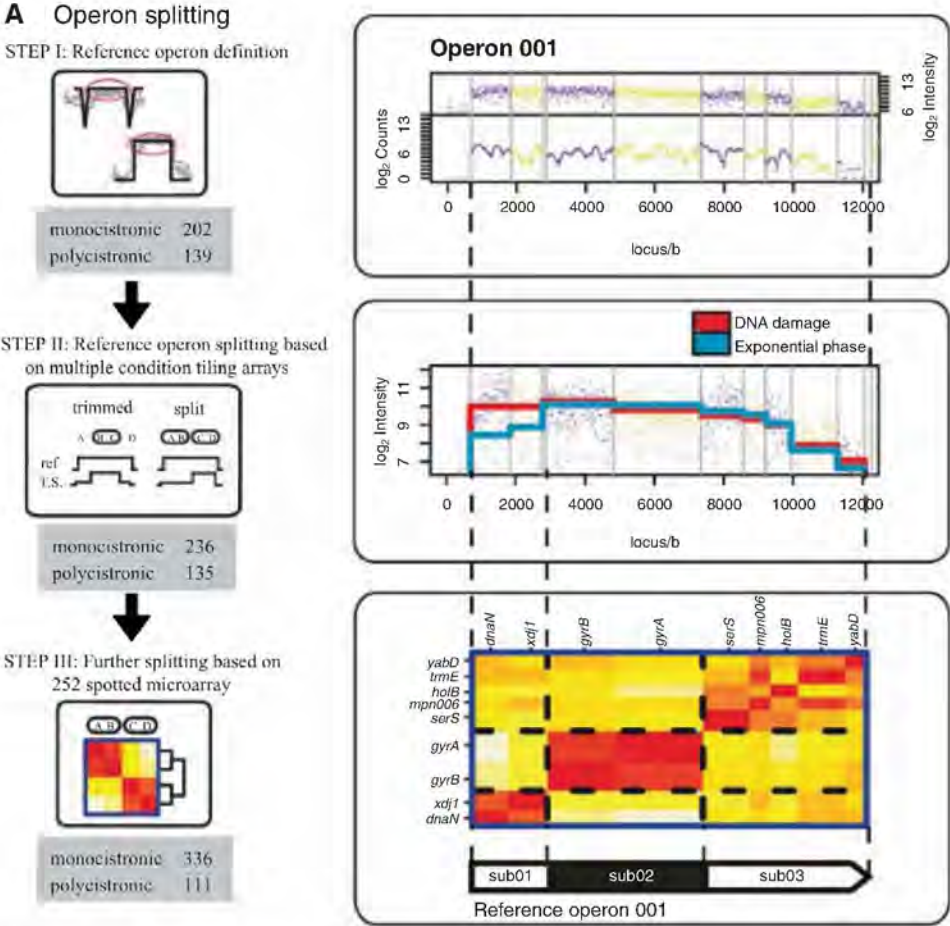 A Operon splitting
STEP I: Reference operon definition
monocistronic 202
polycistronic 139
STEP II: Reference operon splitting based
on multiple condition tiling arrays
trimmed split
A B C D A B C D
ref
T.S.
monocistronic 236
polycistronic 135
STEP III: Further splitting based on
252 spotted microarray
A B C D
monocistronic 336
polycistronic 111
Operon 001
13
6
log2 Intensity
13
6
0
log2 Counts
0 2000 4000 6000 8000 10000 12000
locus/b
DNA damage
Exponential phase
11
9
7
log2 Intensity
0 2000 4000 6000 8000 10000 12000
locus/b
dnaN xdj1 gyrB gyrA serS mpn006 holB trmE yabD
yabD
trmE
holB
mpn006
serS
gyrA
gyrB
xdj1
dnaN
sub01 sub02 sub03
Reference operon 001